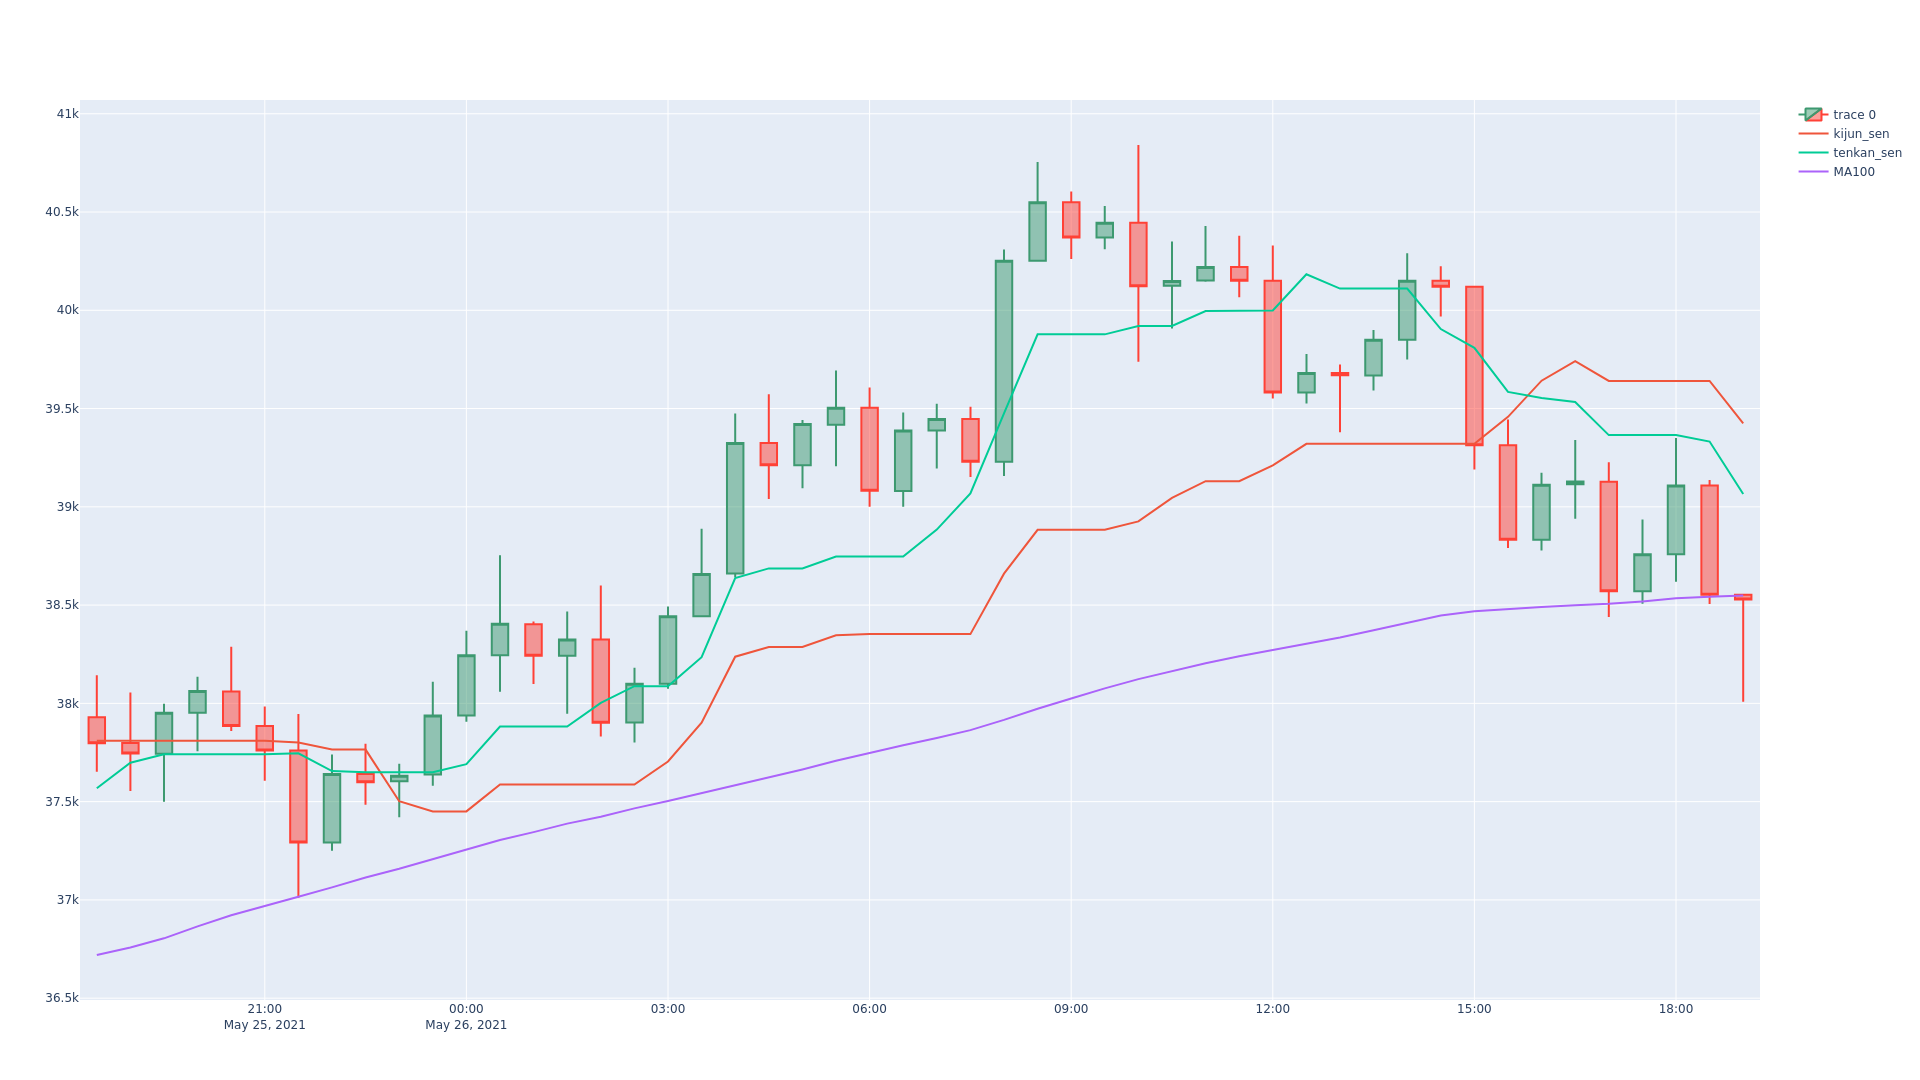 41k
40.5k
40k
39.5k
39k
38.5k
38k
37.5k
37k
36.5k
21:00
May 25, 2021
00:00
May 26, 2021
03:00
06:00
09:00
12:00
15:00
18:00
trace 0
kijun_sen
tenkan_sen
MA100